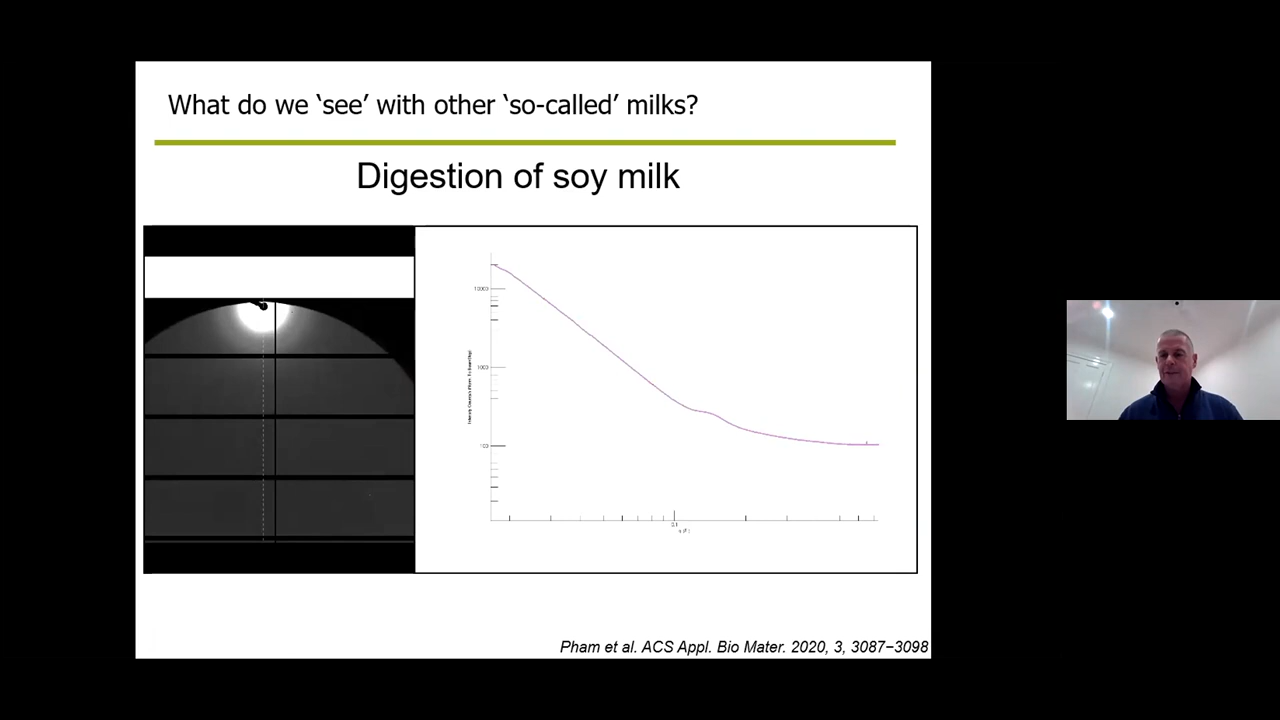 What do we ‘see’ with other ‘so-called’ milks?
Digestion of soy milk
10000
1000
100
0.1
Pham et al. ACS Appl. Bio Mater. 2020, 3, 3087−3098